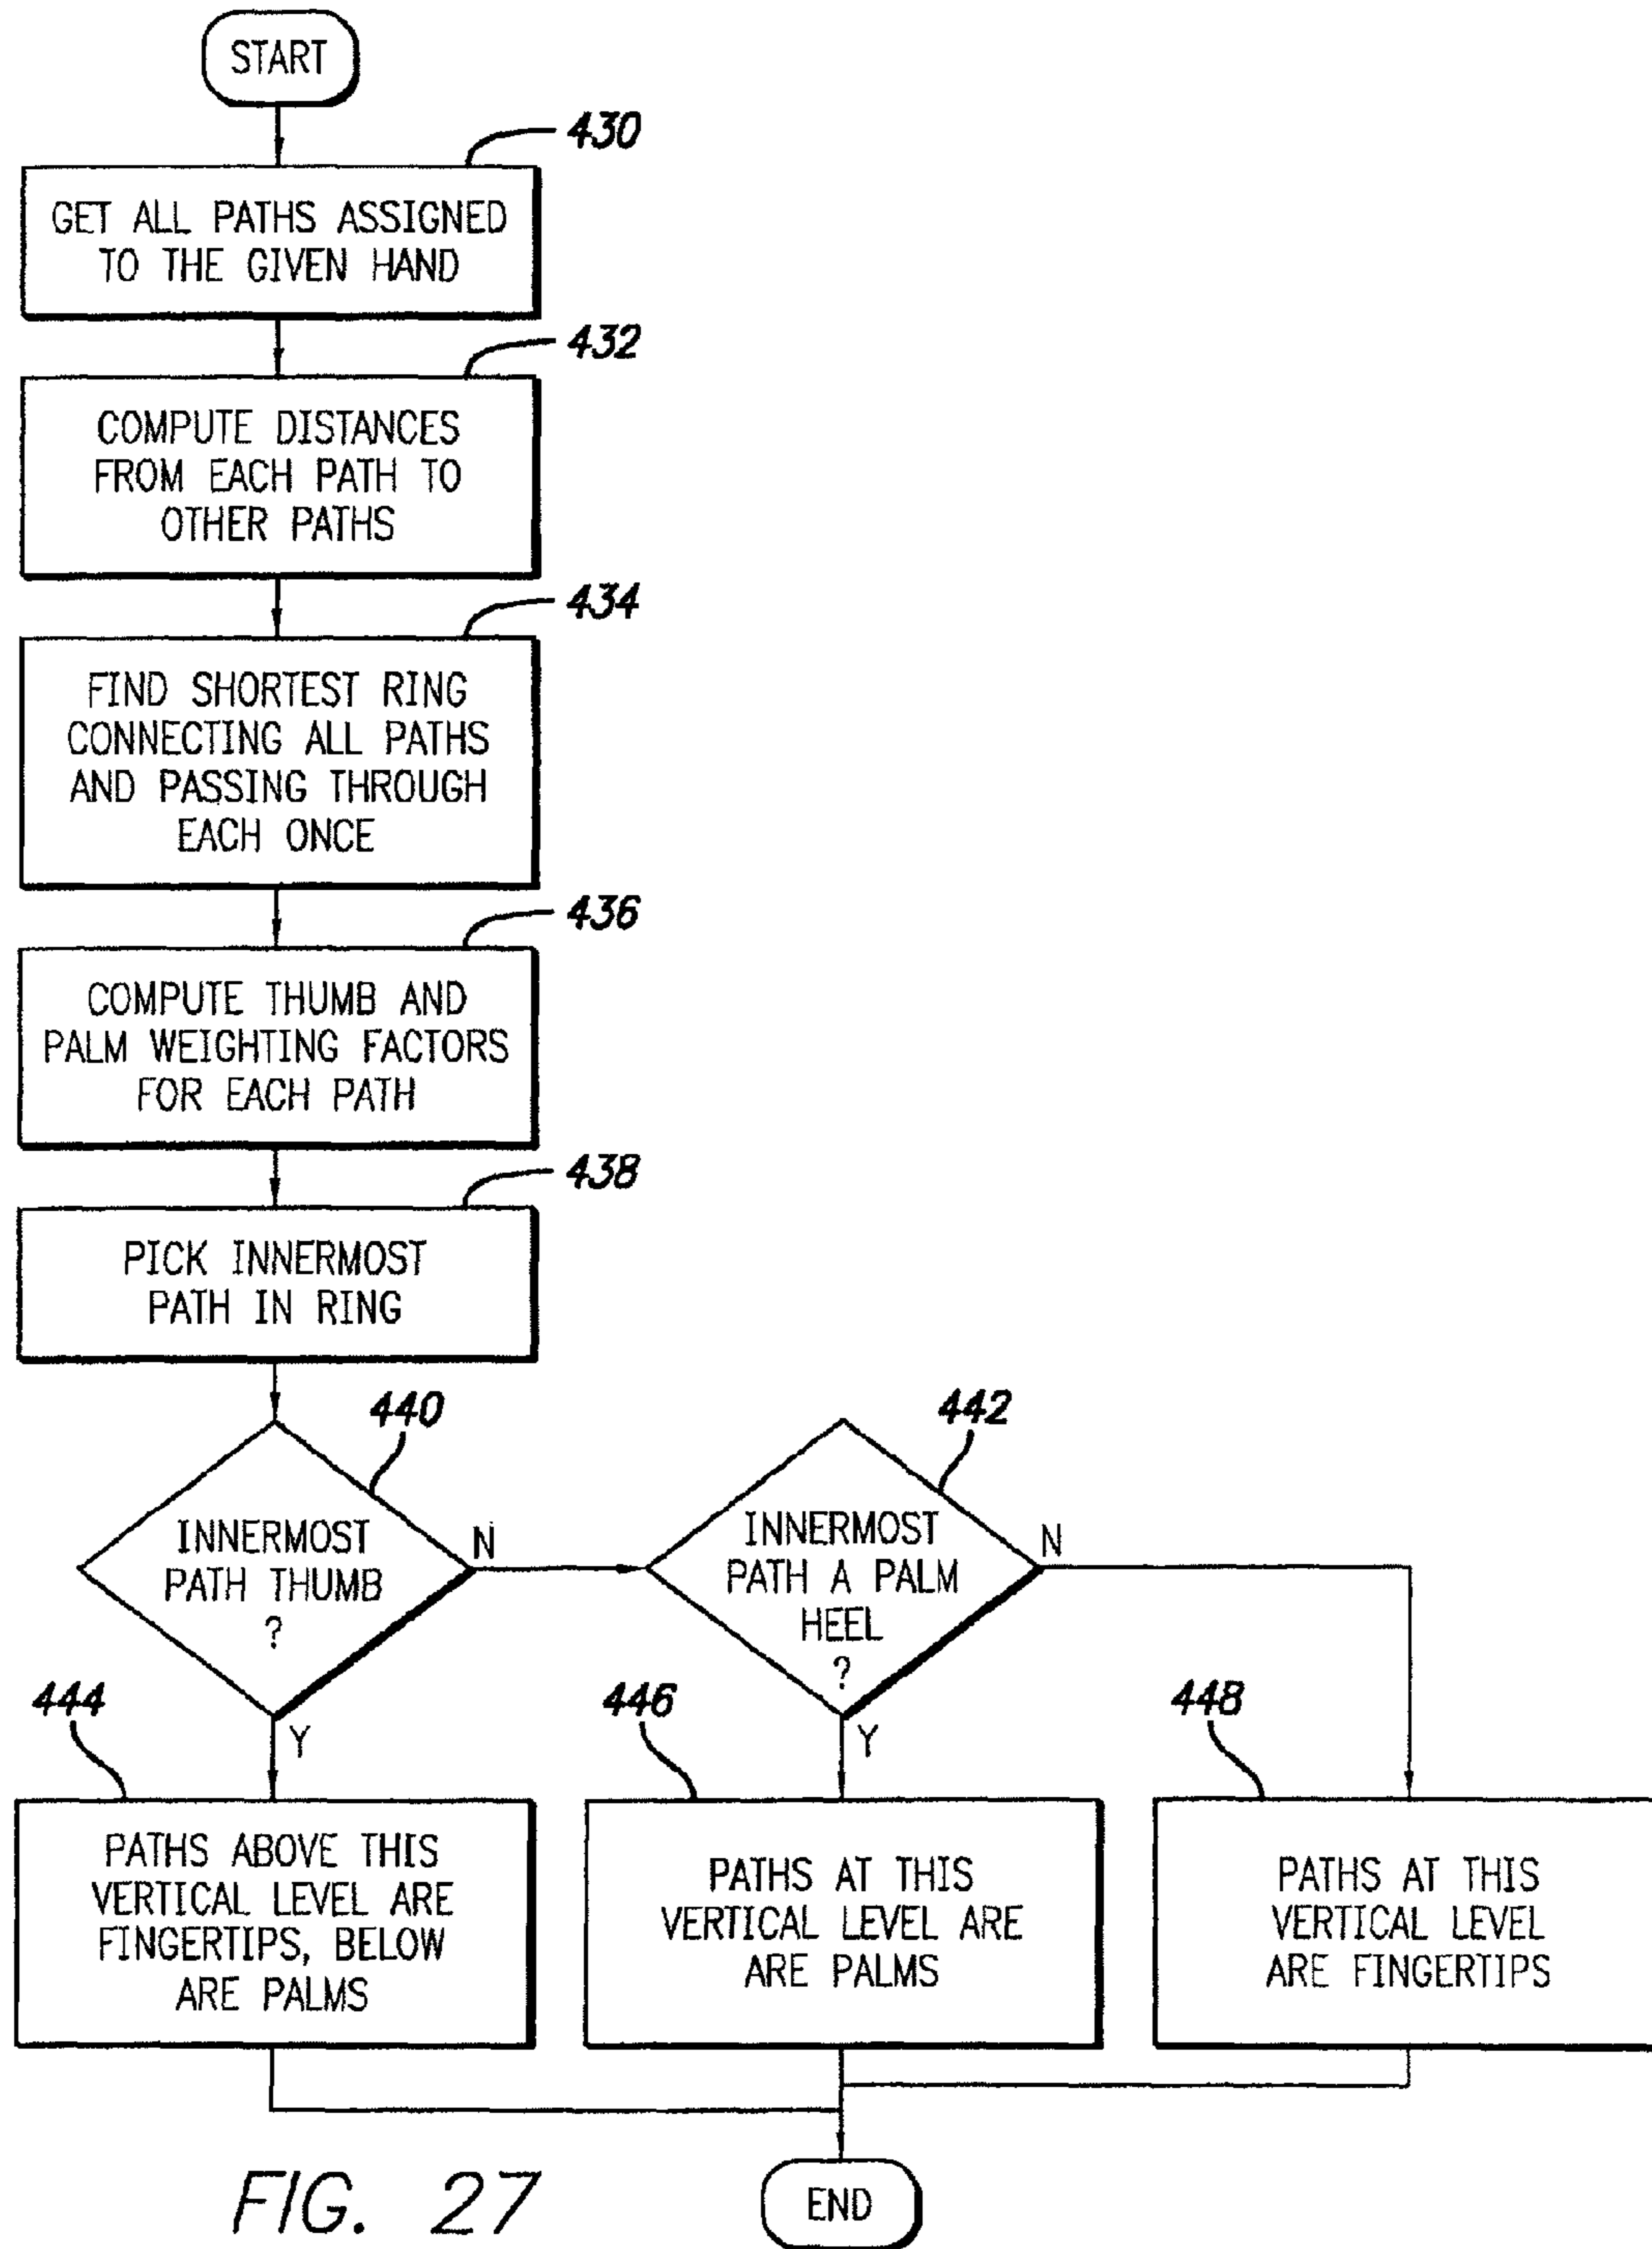 START
430
GET ALL PATHS ASSIGNED
TO THE GIVEN HAND
432
COMPUTE DISTANCES
FROM EACH PATH TO
OTHER PATHS
434
FIND SHORTEST RING
CONNECTING ALL PATHS
AND PASSING THROUGH
EACH ONCE
436
COMPUTE THUMB AND
PALM WEIGHTING FACTORS
FOR EACH PATH
438
PICK INNERMOST
PATH IN RING
440
INNERMOST
PATH THUMB
?
N
Y
442
INNERMOST
PATH A PALM
HEEL
?
N
Y
444
PATHS ABOVE THIS
VERTICAL LEVEL ARE
FINGERTIPS, BELOW
ARE PALMS
446
PATHS AT THIS
VERTICAL LEVEL ARE
ARE PALMS
448
PATHS AT THIS
VERTICAL LEVEL
ARE FINGERTIPS
END
FIG. 27